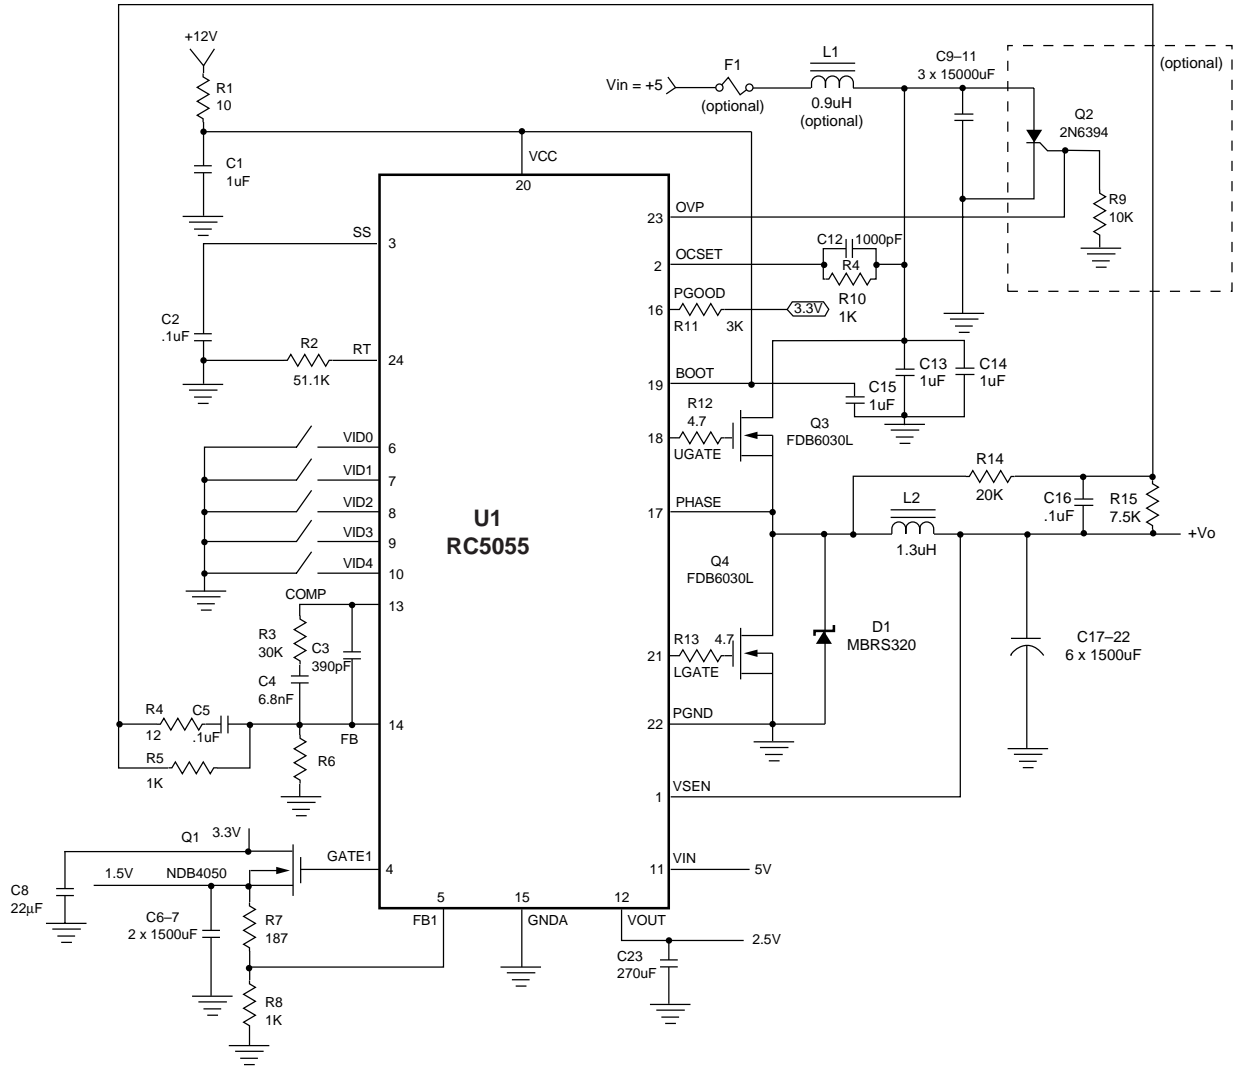 +12V
R1
10
C1
1uF
VCC
20
Vin = +5
F1
(optional)
L1
0.9uH
(optional)
C9–11
3 x 15000uF
(optional)
Q2
2N6394
R9
10K
SS
3
C2
.1uF
R2
51.1K
RT
24
VID0
6
VID1
7
VID2
8
VID3
9
VID4
10
COMP
13
R3
30K
C3
390pF
C4
6.8nF
R4
12
C5
.1uF
14
FB
R5
1K
R6
U1
RC5055
23
OVP
2
OCSET
C12
1000pF
R4
R10
1K
16
PGOOD
R11
3K
3.3V
19
BOOT
C15
1uF
C13
1uF
C14
1uF
R12
4.7
18
UGATE
Q3
FDB6030L
17
PHASE
R14
20K
C16
.1uF
R15
7.5K
L2
1.3uH
+Vo
Q4
FDB6030L
R13
4.7
21
LGATE
D1
MBRS320
C17–22
6 x 1500uF
22
PGND
1
VSEN
11
VIN
5V
Q1
3.3V
GATE1
4
1.5V
NDB4050
C8
22µF
C6–7
2 x 1500uF
R7
187
R8
1K
5
FB1
15
GNDA
12
VOUT
2.5V
C23
270uF